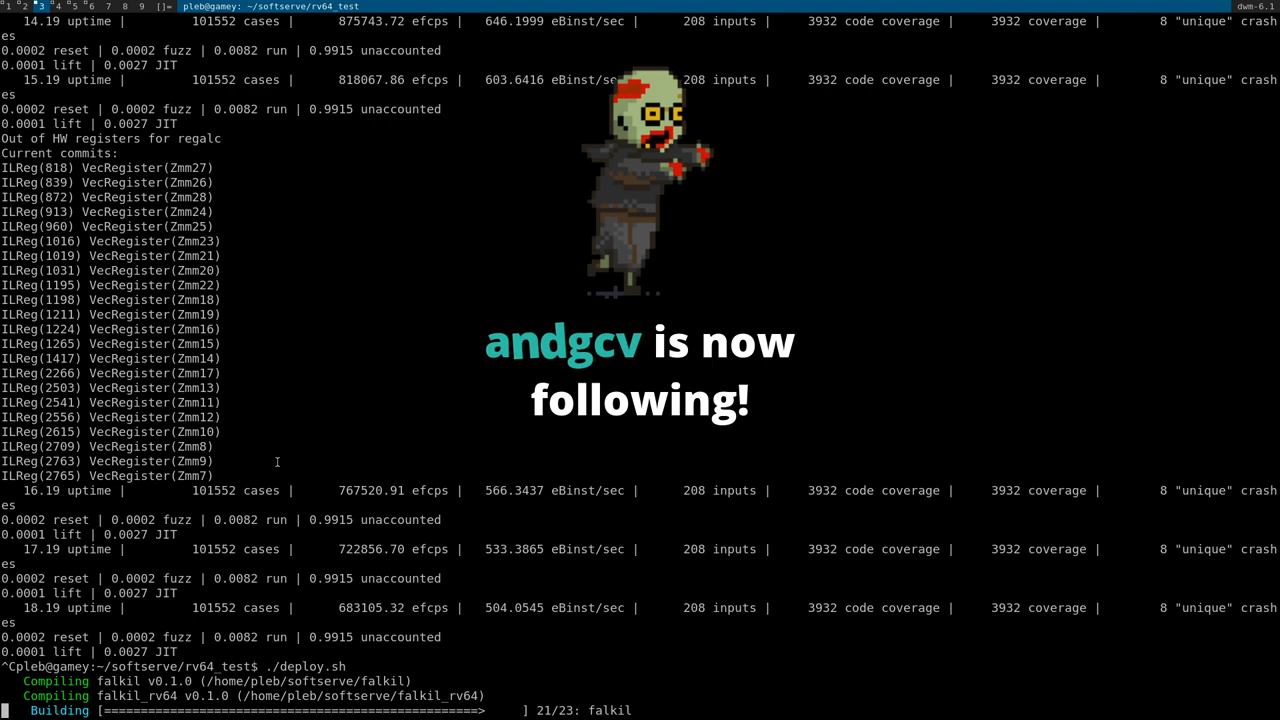 1 2 3 4 5 6 7 8 9 []= pleb@gamey: ~/softserve/rv64_test dwm-6.1
14.19 uptime | 101552 cases | 875743.72 efcps | 646.1999 eBinst/sec | 208 inputs | 3932 code coverage | 3932 coverage | 8 "unique" crash
es
0.0002 reset | 0.0002 fuzz | 0.0082 run | 0.9915 unaccounted
0.0001 lift | 0.0027 JIT
15.19 uptime | 101552 cases | 818067.86 efcps | 603.6416 eBinst/se 208 inputs | 3932 code coverage | 3932 coverage | 8 "unique" crash
es
0.0002 reset | 0.0002 fuzz | 0.0082 run | 0.9915 unaccounted
0.0001 lift | 0.0027 JIT
Out of HW registers for regalc
Current commits:
ILReg(818) VecRegister(Zmm27)
ILReg(839) VecRegister(Zmm26)
ILReg(872) VecRegister(Zmm28)
ILReg(913) VecRegister(Zmm24)
ILReg(960) VecRegister(Zmm25)
ILReg(1016) VecRegister(Zmm23)
ILReg(1019) VecRegister(Zmm21)
ILReg(1031) VecRegister(Zmm20)
ILReg(1195) VecRegister(Zmm22)
ILReg(1198) VecRegister(Zmm18)
ILReg(1211) VecRegister(Zmm19)
ILReg(1224) VecRegister(Zmm16)
ILReg(1265) VecRegister(Zmm15)
ILReg(1417) VecRegister(Zmm14)
ILReg(2266) VecRegister(Zmm17)
ILReg(2503) VecRegister(Zmm13)
ILReg(2541) VecRegister(Zmm11)
ILReg(2556) VecRegister(Zmm12)
ILReg(2615) VecRegister(Zmm10)
ILReg(2709) VecRegister(Zmm8)
ILReg(2763) VecRegister(Zmm9)
ILReg(2765) VecRegister(Zmm7)
andgcv is now
following!
16.19 uptime | 101552 cases | 767520.91 efcps | 566.3437 eBinst/sec | 208 inputs | 3932 code coverage | 3932 coverage | 8 "unique" crash
es
0.0002 reset | 0.0002 fuzz | 0.0082 run | 0.9915 unaccounted
0.0001 lift | 0.0027 JIT
17.19 uptime | 101552 cases | 722856.70 efcps | 533.3865 eBinst/sec | 208 inputs | 3932 code coverage | 3932 coverage | 8 "unique" crash
es
0.0002 reset | 0.0002 fuzz | 0.0082 run | 0.9915 unaccounted
0.0001 lift | 0.0027 JIT
18.19 uptime | 101552 cases | 683105.32 efcps | 504.0545 eBinst/sec | 208 inputs | 3932 code coverage | 3932 coverage | 8 "unique" crash
es
0.0002 reset | 0.0002 fuzz | 0.0082 run | 0.9915 unaccounted
0.0001 lift | 0.0027 JIT
^Cpleb@gamey:~/softserve/rv64_test$ ./deploy.sh
Compiling falkil v0.1.0 (/home/pleb/softserve/falkil)
Compiling falkil_rv64 v0.1.0 (/home/pleb/softserve/falkil_rv64)
Building [===================================================> ] 21/23: falkil